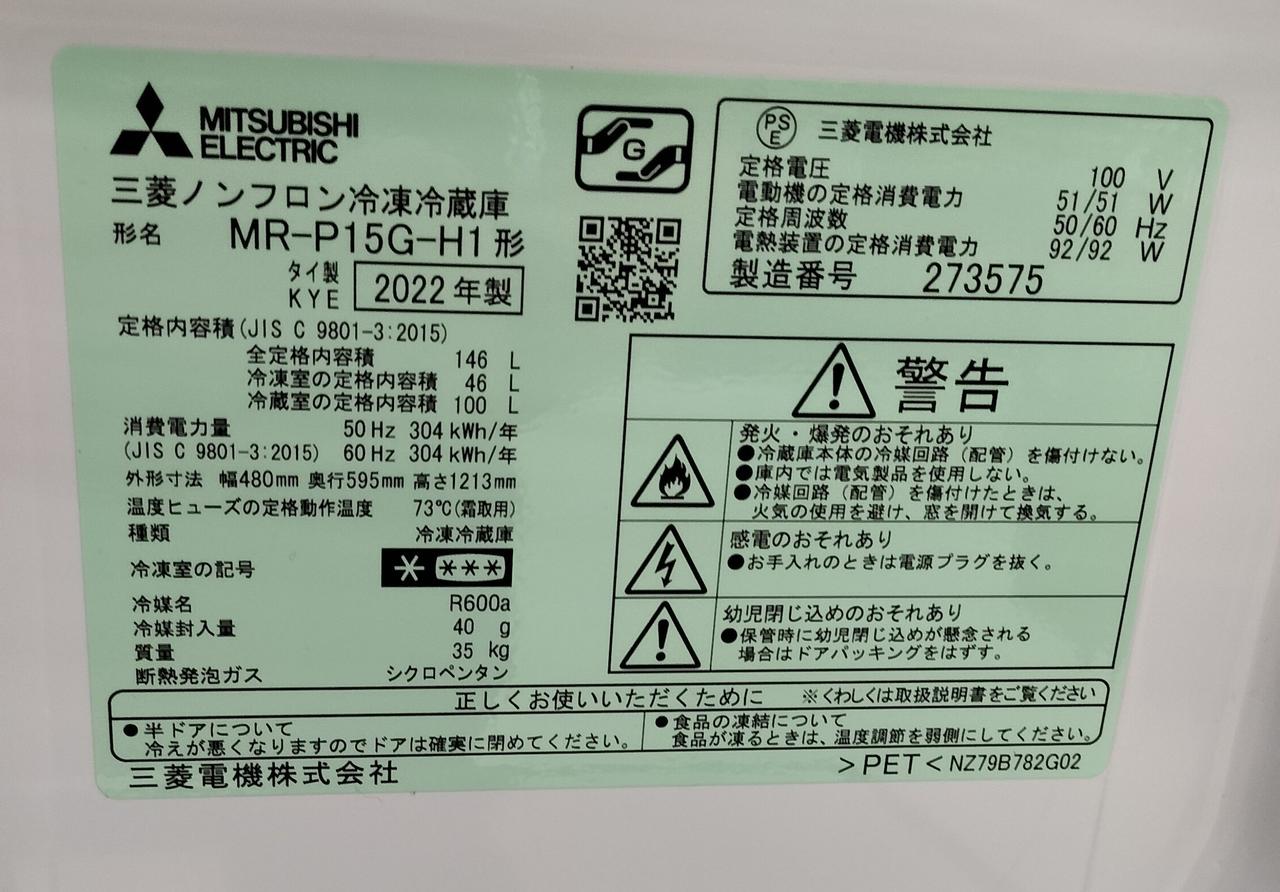 MITSUBISHI
ELECTRIC
三菱ノンフロン冷凍冷蔵庫
形名 MR-P15G-H1形
タイ製
KYE 2022年製
定格内容積(JIS C 9801-3:2015)
全定格内容積 146 L
冷凍室の定格内容積 46 L
冷蔵室の定格内容積 100 L
消費電力量 50Hz 304kWh/年
(JIS C 9801-3:2015) 60Hz 304kWh/年
外形寸法 幅480mm 奥行595mm 高さ1213mm
温度ヒューズの定格動作温度 73℃(霜取用)
種類 冷凍冷蔵庫
冷凍室の記号
冷媒名 R600a
冷媒封入量 40 g
質量 35 kg
断熱発泡ガス シクロペンタン
G
PS
E 三菱電機株式会社
定格電圧 100 V
電動機の定格消費電力 51/51 W
定格周波数 50/60 Hz
電熱装置の定格消費電力 92/92 W
製造番号 273575
警告
発火・爆発のおそれあり
●冷蔵庫本体の冷媒回路(配管)を傷付けない。
●庫内では電気製品を使用しない。
●冷媒回路(配管)を傷付けたときは、
火気の使用を避け、窓を開けて換気する。
感電のおそれあり
●お手入れのときは電源プラグを抜く。
幼児閉じ込めのおそれあり
●保管時に幼児閉じ込めが懸念される
場合はドアパッキングをはずす。
正しくお使いいただくために ※くわしくは取扱説明書をご覧ください
●半ドアについて
冷えが悪くなりますのでドアは確実に閉めてください。
●食品の凍結について
食品が凍るときは、温度調節を弱側にしてください。
三菱電機株式会社
>PET< NZ79B782G02